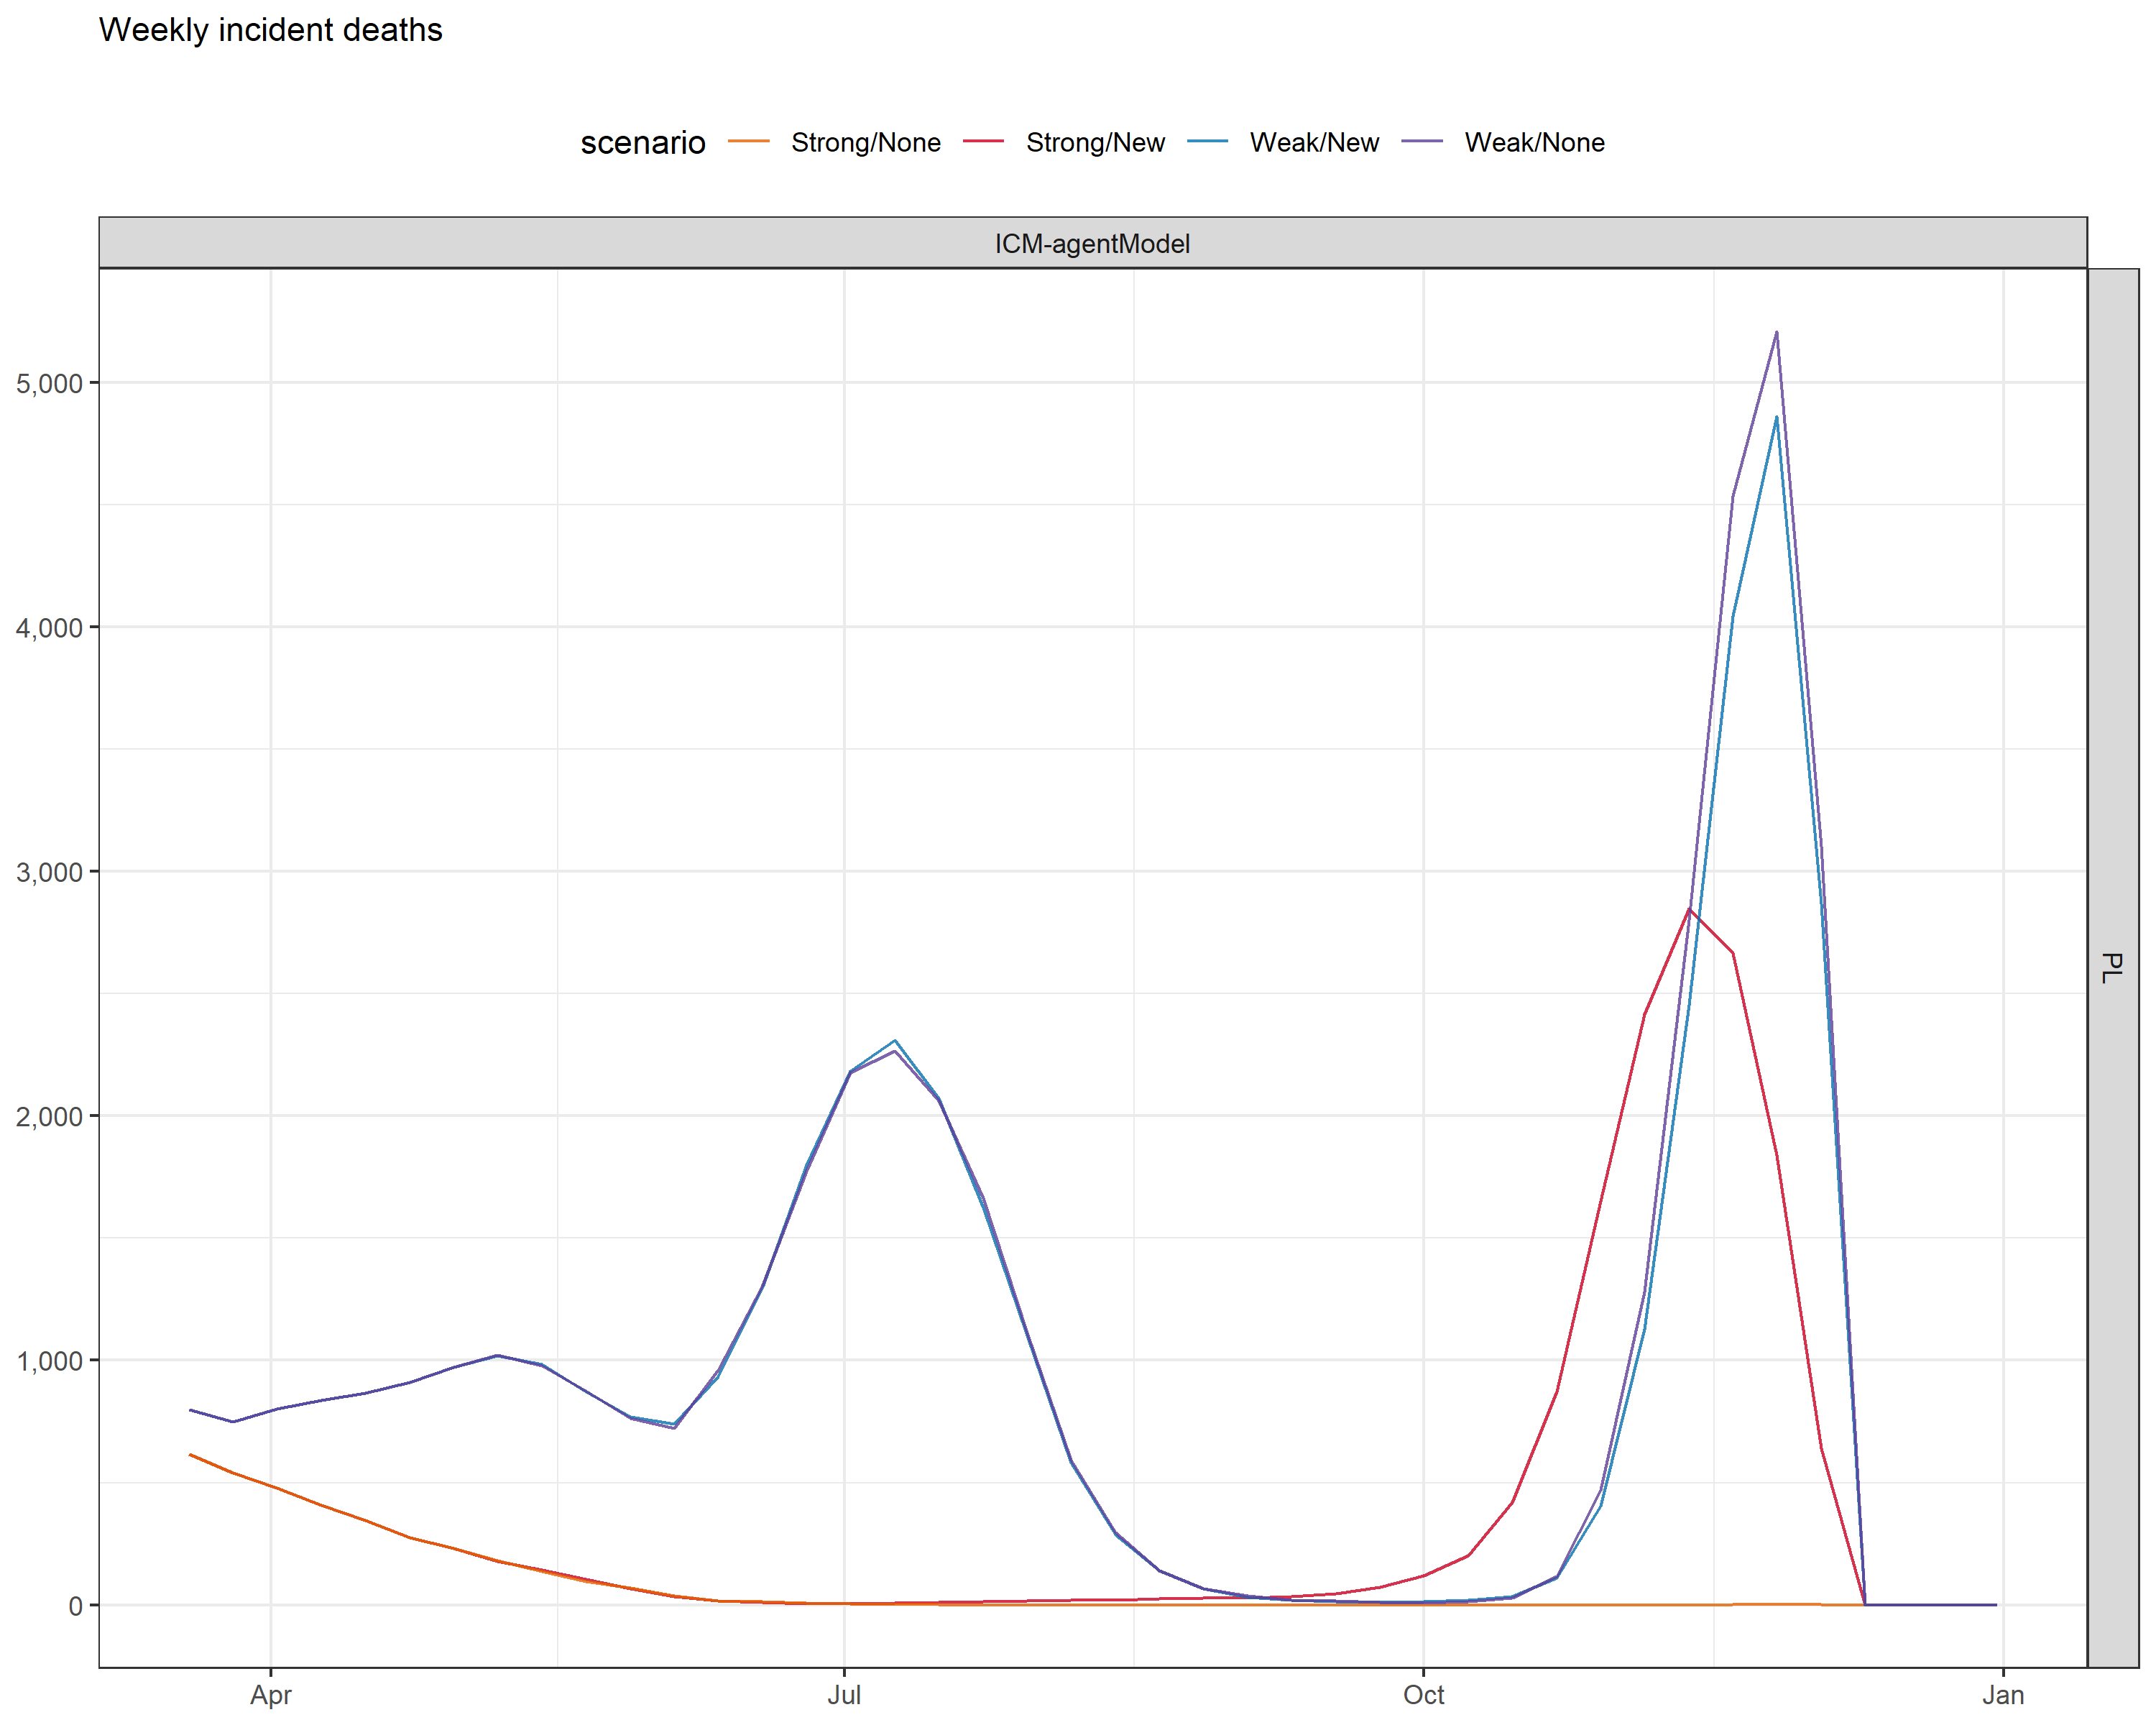 Weekly incident deaths
scenario Strong/None Strong/New Weak/New Weak/None
ICM-agentModel
5,000
4,000
3,000
2,000
1,000
0
PL
Apr Jul Oct Jan